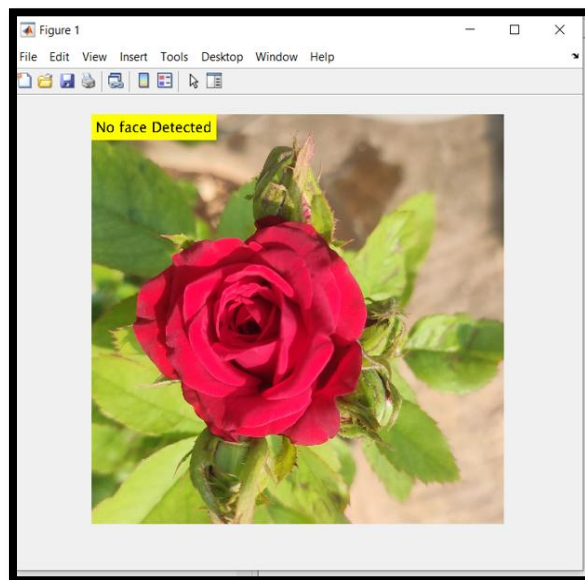 Figure 1
File Edit View Insert Tools Desktop Window Help
No face Detected